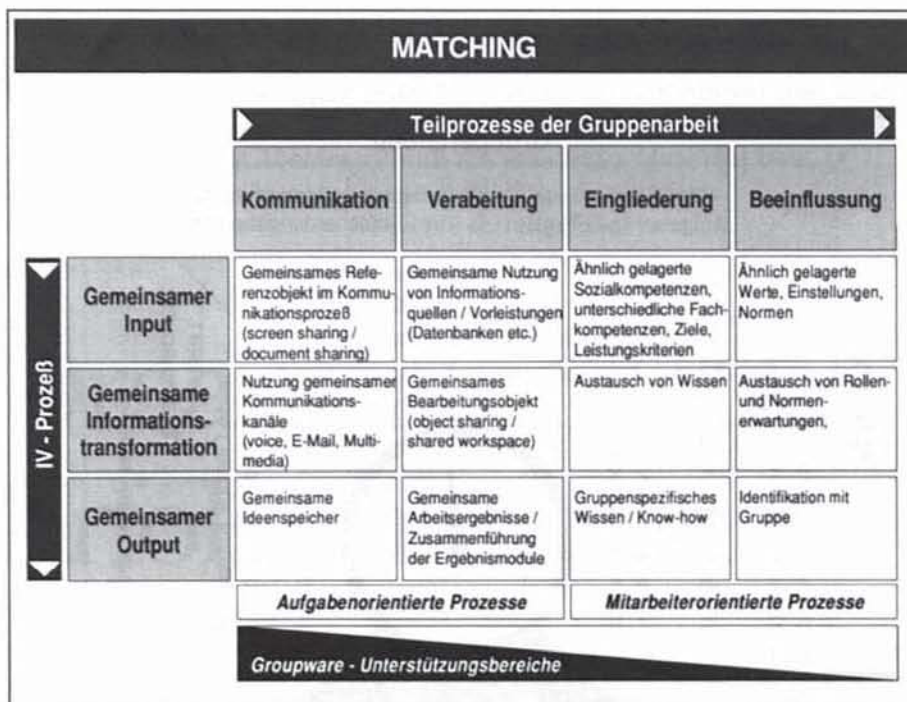 MATCHING
Teilprozesse der Gruppenarbeit
Kommunikation
Verabeitung
Eingliederung
Beeinflussung
IV - Prozeß
Gemeinsamer
Input
Gemeinsames Refe-
renzobjekt im Kommu-
nikationsprozeß
(screen sharing /
document sharing)
Gemeinsame Nutzung
von Informations-
quellen / Vorleistungen
(Datenbanken etc.)
Ähnlich gelagerte
Sozialkompetenzen,
unterschiedliche Fach-
kompetenzen, Ziele,
Leistungskriterien
Ähnlich gelagerte
Werte, Einstellungen,
Normen
Gemeinsame
Informations-
transformation
Nutzung gemeinsamer
Kommunikations-
kanäle
(voice, E-Mail, Multi-
media)
Gemeinsames
Bearbeitungsobjekt
(object sharing /
shared workspace)
Austausch von Wissen
Austausch von Rollen-
und Normen-
erwartungen,
Gemeinsamer
Output
Gemeinsame
Ideenspeicher
Gemeinsame
Arbeitsergebnisse /
Zusammenführung
der Ergebnismodule
Gruppenspezifisches
Wissen / Know-how
Identifikation mit
Gruppe
Aufgabenorientierte Prozesse
Mitarbeiterorientierte Prozesse
Groupware - Unterstützungsbereiche